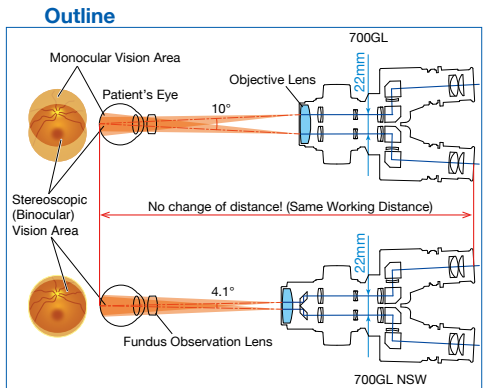 Outline
700GL
Monocular Vision Area
Objective Lens
22mm
Patient's Eye
10°
Stereoscopic
(Binocular)
Vision Area
No change of distance! (Same Working Distance)
22mm
4.1°
Fundus Observation Lens
700GL NSW